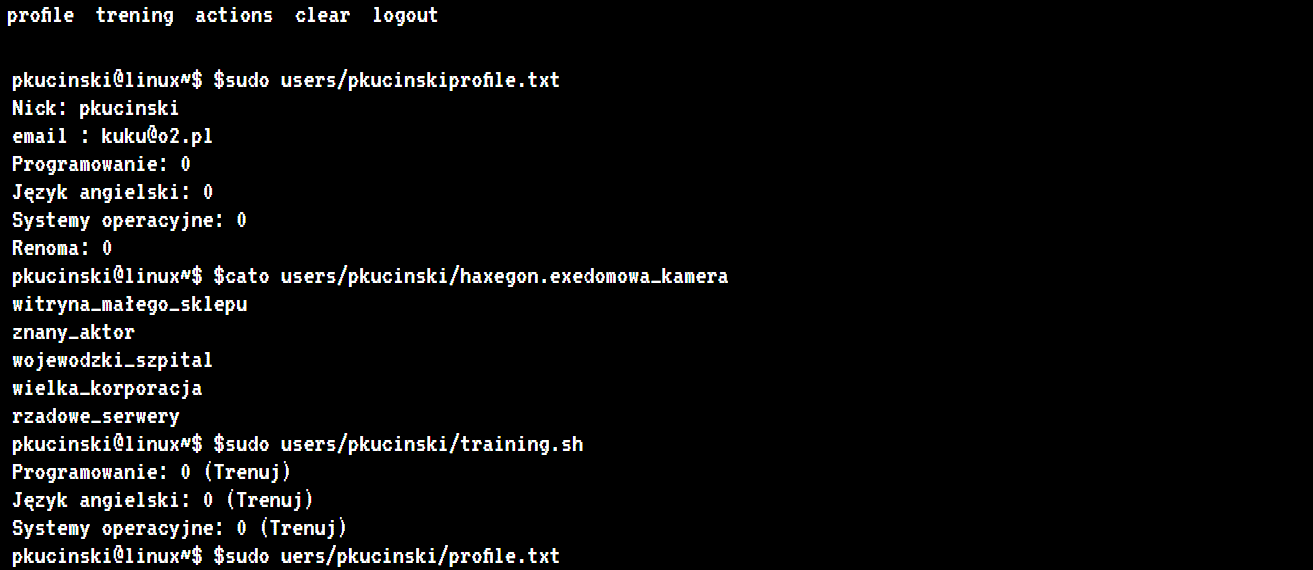 profile trening actions clear logout
pkucinski@linux~$ $sudo users/pkucinskiprofile.txt
Nick: pkucinski
email : kuku@o2.pl
Programowanie: 0
Język angielski: 0
Systemy operacyjne: 0
Renoma: 0
pkucinski@linux~$ $cato users/pkucinski/haxegon.exedomowa_kamera
witryna_małego_sklepu
znany_aktor
wojewodzki_szpital
wielka_korporacja
rzadowe_serwery
pkucinski@linux~$ $sudo users/pkucinski/training.sh
Programowanie: 0 (Trenuj)
Język angielski: 0 (Trenuj)
Systemy operacyjne: 0 (Trenuj)
pkucinski@linux~$ $sudo uers/pkucinski/profile.txt